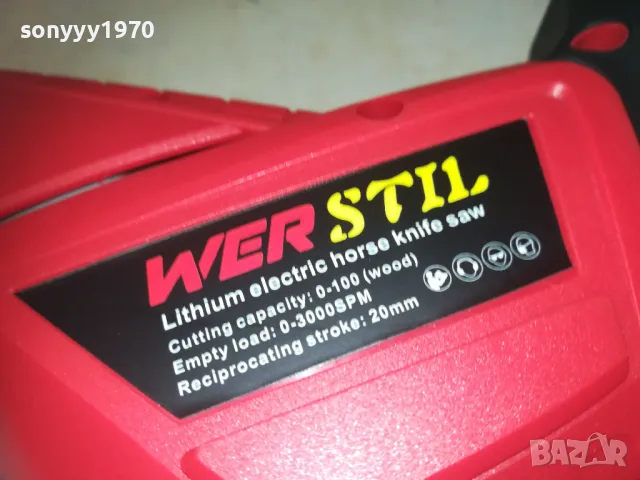 sonyyy1970
WER STIL
Lithium electric horse knife saw
Cutting capacity: 0-100 (wood)
Empty load: 0-3000SPM
Reciprocating stroke: 20mm
BAZAR